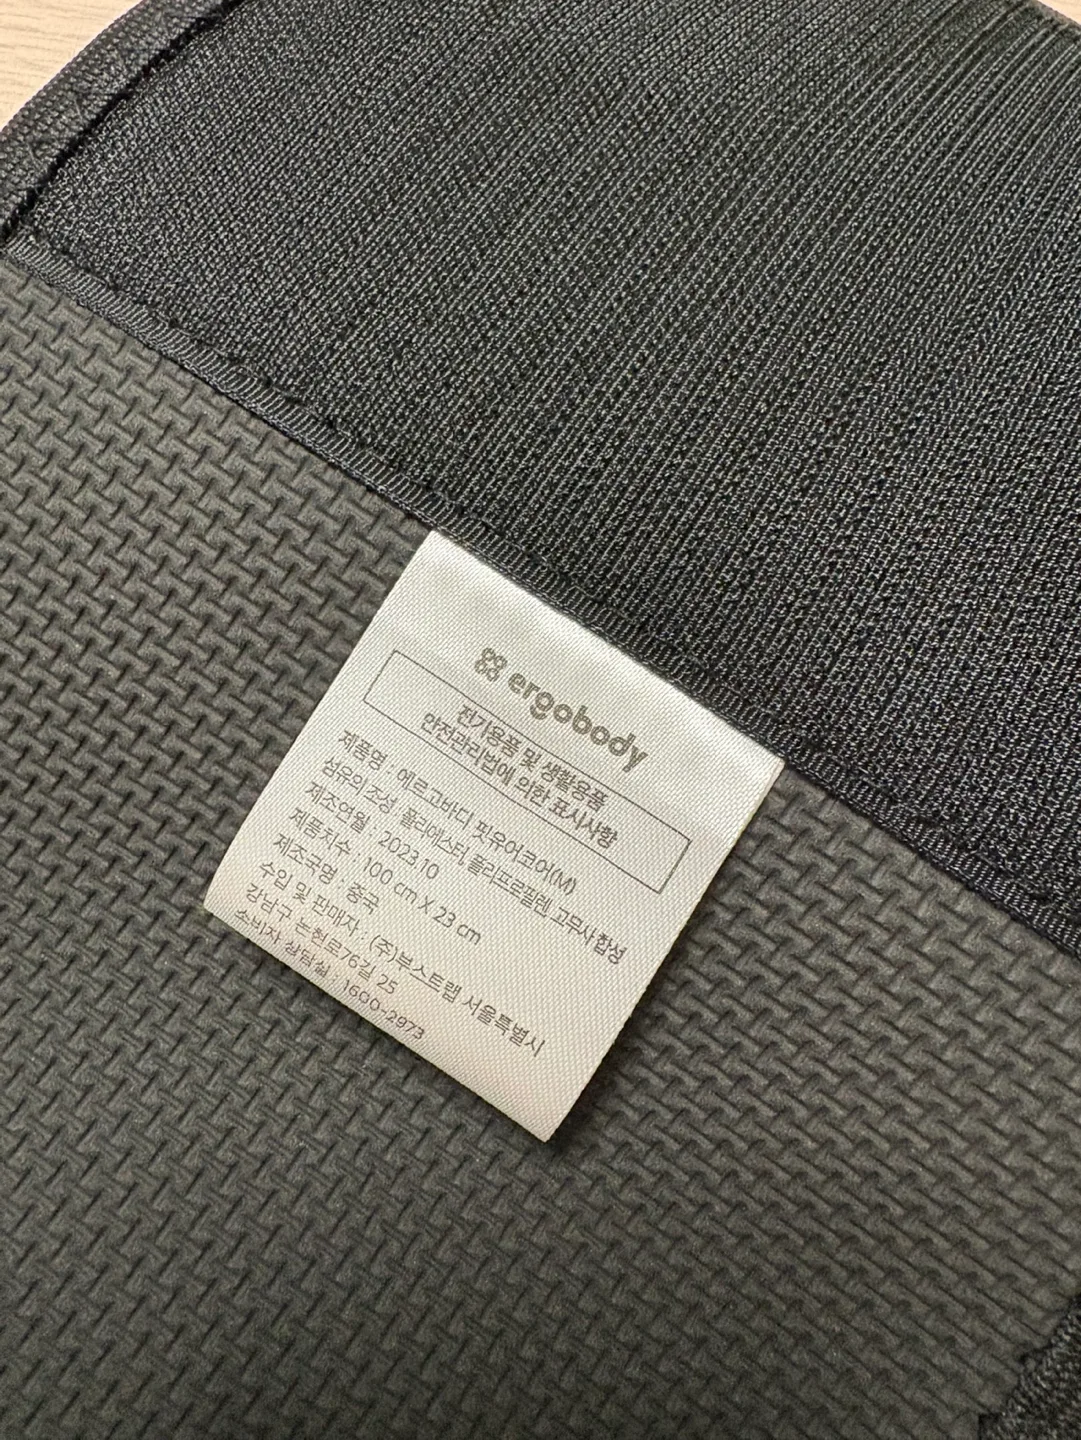 ergobody
전기용품 및 생활용품
안전관리법에 의한 표시사항
제품명 : 에르고바디 핏유어코어(M)
섬유의 조성 : 폴리에스터, 폴리프로필렌, 고무사 합성
제조연월 : 2023.10
제품치수 : 100 cm X 23 cm
제조국명 : 중국
수입 및 판매자 : (주)부스트랩 서울특별시
강남구 논현로76길 25
소비자 상담실 : 1600-2973